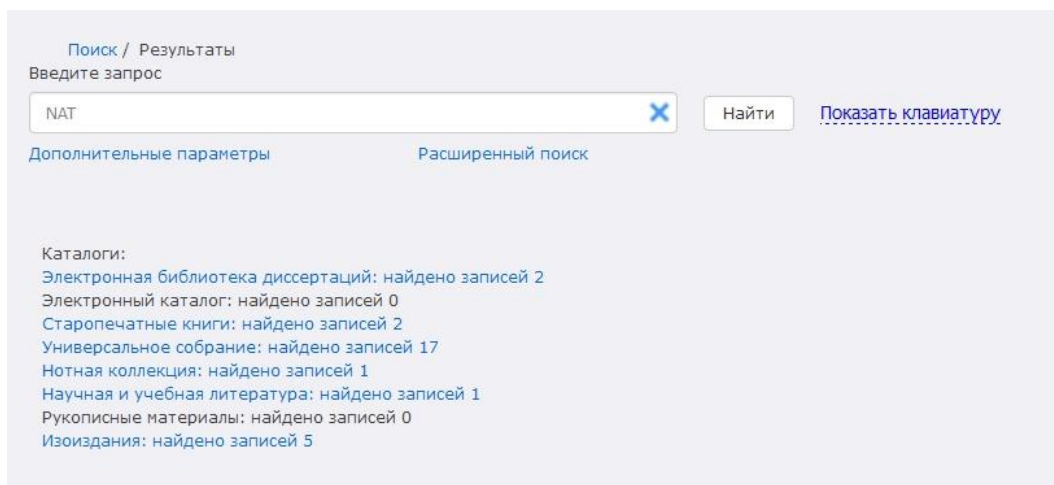 Поиск / Результаты
Введите запрос
NAT
Найти
Показать клавиатуру
Дополнительные параметры
Расширенный поиск
Каталоги:
Электронная библиотека диссертаций: найдено записей 2
Электронный каталог: найдено записей 0
Старопечатные книги: найдено записей 2
Универсальное собрание: найдено записей 17
Нотная коллекция: найдено записей 1
Научная и учебная литература: найдено записей 1
Рукописные материалы: найдено записей 0
Изоиздания: найдено записей 5